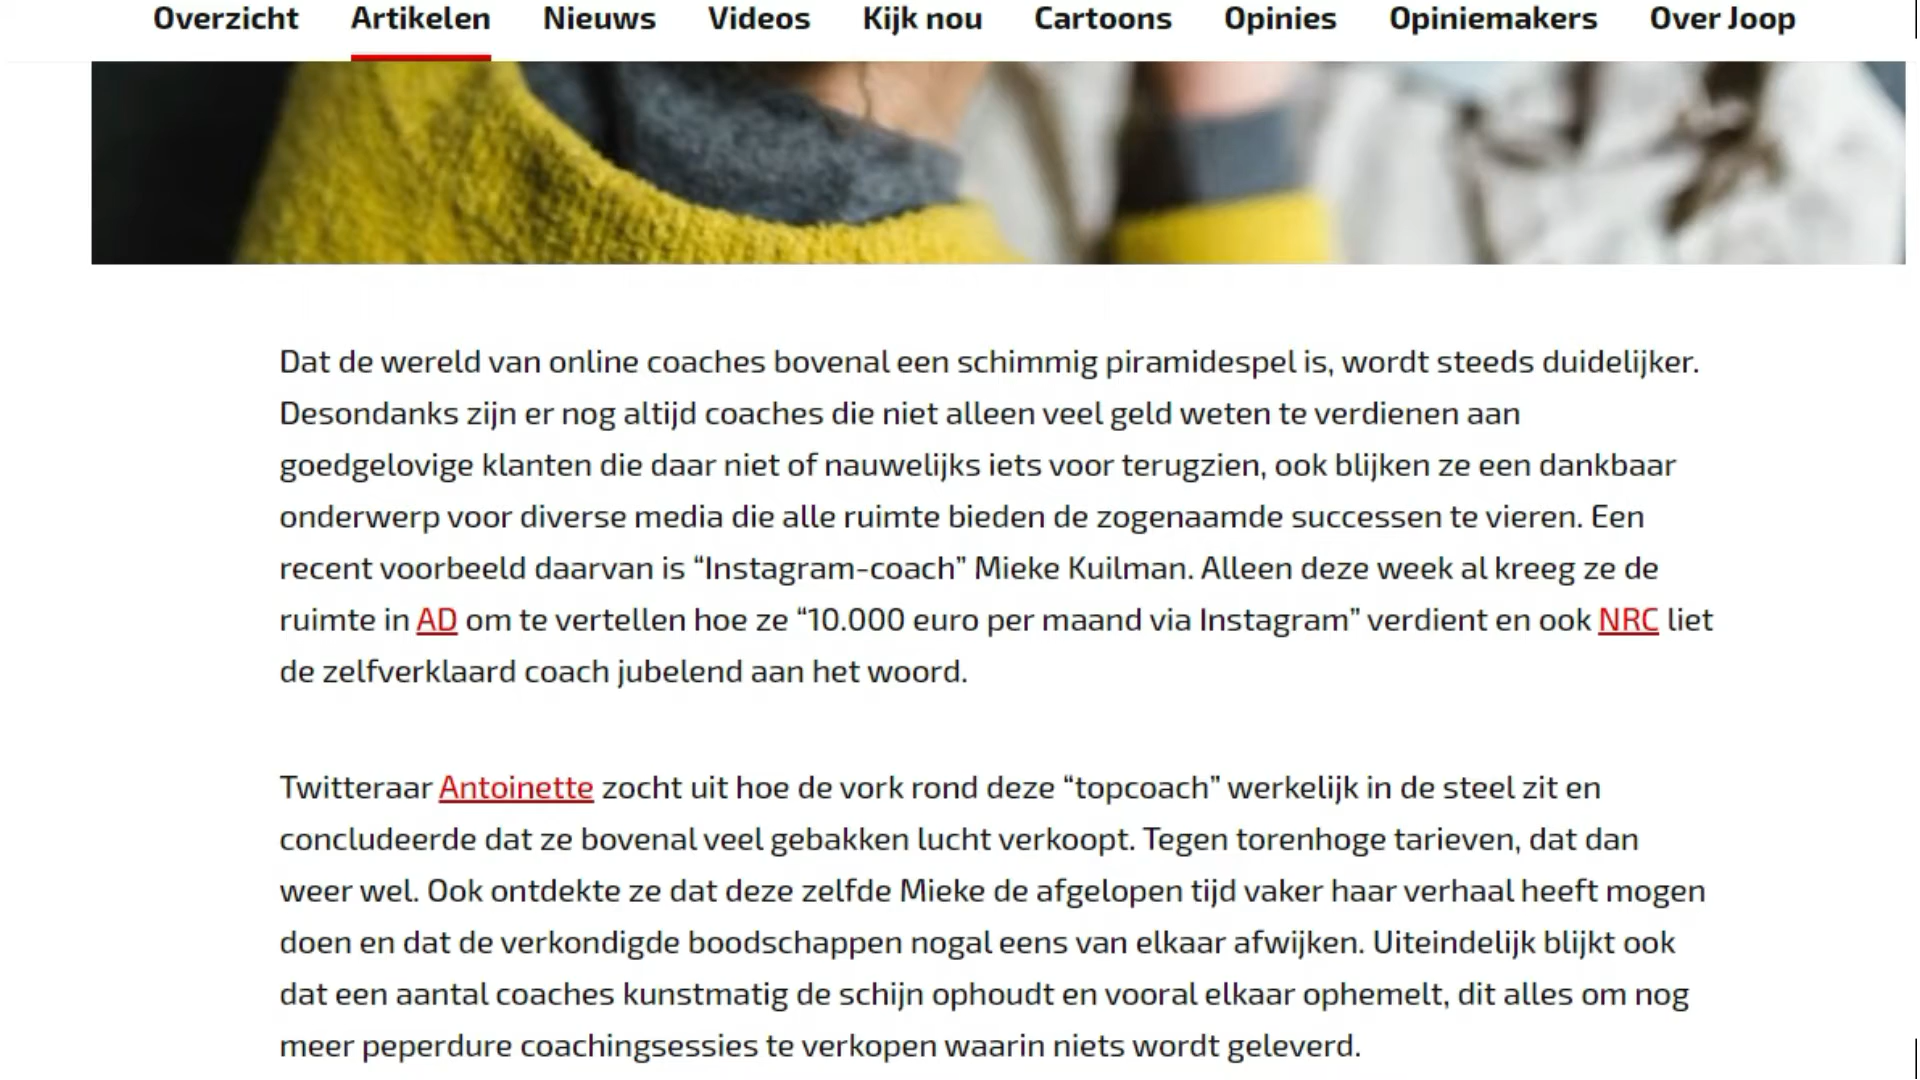 Overzicht Artikelen Nieuws Videos Kijk nou Cartoons Opinies Opiniemakers Over Joop
Dat de wereld van online coaches bovenal een schimmig piramidespel is, wordt steeds duidelijker.
Desondanks zijn er nog altijd coaches die niet alleen veel geld weten te verdienen aan
goedgelovige klanten die daar niet of nauwelijks iets voor terugzien, ook blijken ze een dankbaar
onderwerp voor diverse media die alle ruimte bieden de zogenaamde successen te vieren. Een
recent voorbeeld daarvan is “Instagram-coach” Mieke Kuilman. Alleen deze week al kreeg ze de
ruimte in AD om te vertellen hoe ze “10.000 euro per maand via Instagram” verdient en ook NRC liet
de zelfverklaard coach jubelend aan het woord.
Twitteraar Antoinette zocht uit hoe de vork rond deze “topcoach” werkelijk in de steel zit en
concludeerde dat ze bovenal veel gebakken lucht verkoopt. Tegen torenhoge tarieven, dat dan
weer wel. Ook ontdekte ze dat deze zelfde Mieke de afgelopen tijd vaker haar verhaal heeft mogen
doen en dat de verkondigde boodschappen nogal eens van elkaar afwijken. Uiteindelijk blijkt ook
dat een aantal coaches kunstmatig de schijn ophoudt en vooral elkaar ophemelt, dit alles om nog
meer peperdure coachingsessies te verkopen waarin niets wordt geleverd.